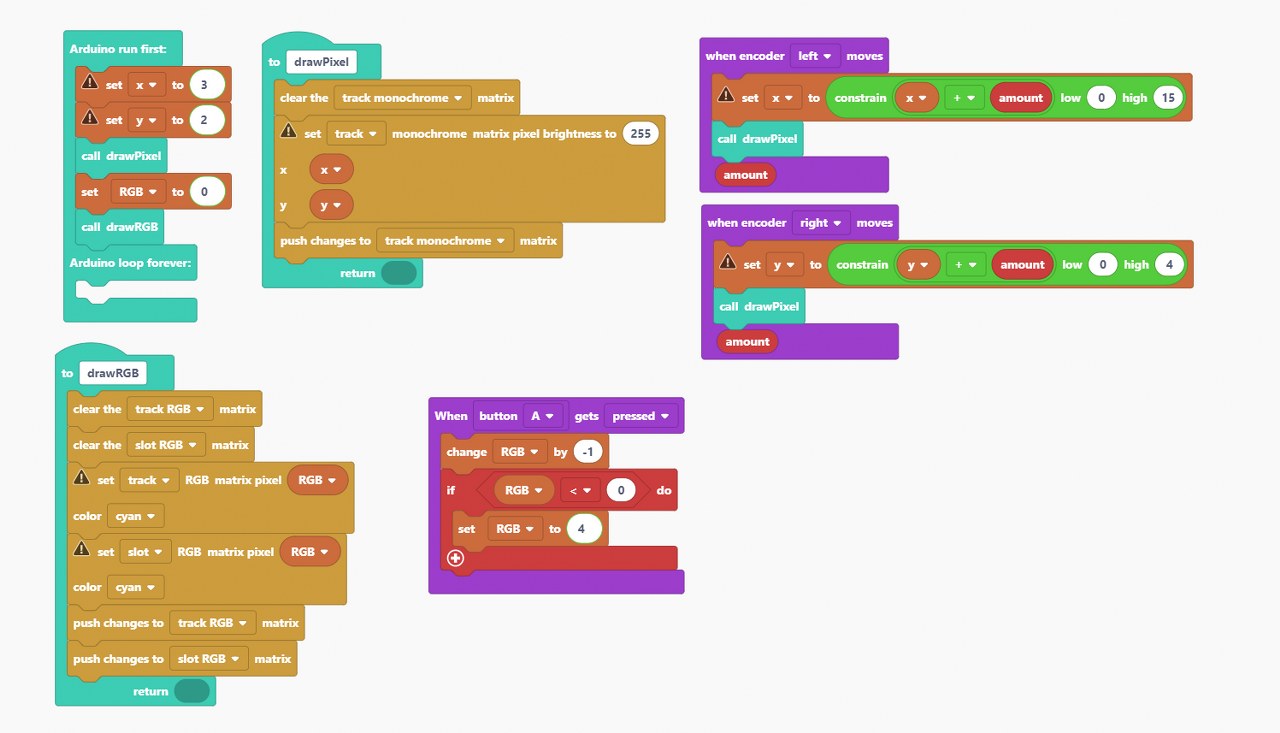 Arduino run first:
set x to 3
set y to 2
call drawPixel
set RGB to 0
call drawRGB
Arduino loop forever:
to drawPixel
clear the track monochrome matrix
set track monochrome matrix pixel brightness to 255
x x
y y
push changes to track monochrome matrix
return
when encoder left moves
set x to constrain x + amount low 0 high 15
call drawPixel
amount
when encoder right moves
set y to constrain y + amount low 0 high 4
call drawPixel
amount
to drawRGB
clear the track RGB matrix
clear the slot RGB matrix
set track RGB matrix pixel RGB
color cyan
set slot RGB matrix pixel RGB
color cyan
push changes to track RGB matrix
push changes to slot RGB matrix
return
When button A gets pressed
change RGB by -1
if RGB < 0 do
set RGB to 4